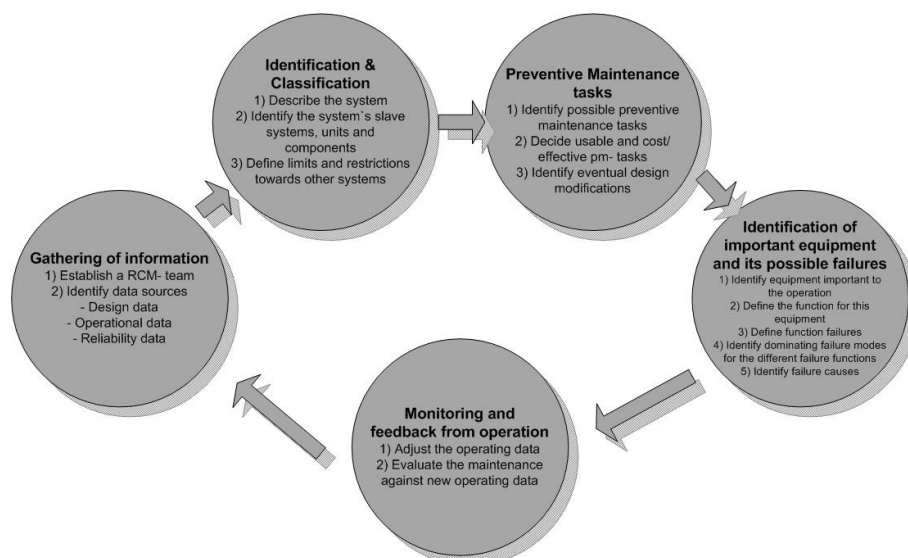 Identification &
Classification
1) Describe the system
2) Identify the system`s slave
systems, units and
components
3) Define limits and restrictions
towards other systems
Preventive Maintenance
tasks
1) Identify possible preventive
maintenance tasks
2) Decide usable and cost/
effective pm- tasks
3) Identify eventual design
modifications
Identification of
important equipment
and its possible failures
1) Identify equipment important to
the operation
2) Define the function for this
equipment
3) Define function failures
4) Identify dominating failure modes
for the different failure functions
5) Identify failure causes
Monitoring and
feedback from operation
1) Adjust the operating data
2) Evaluate the maintenance
against new operating data
Gathering of information
1) Establish a RCM- team
2) Identify data sources
- Design data
- Operational data
- Reliability data